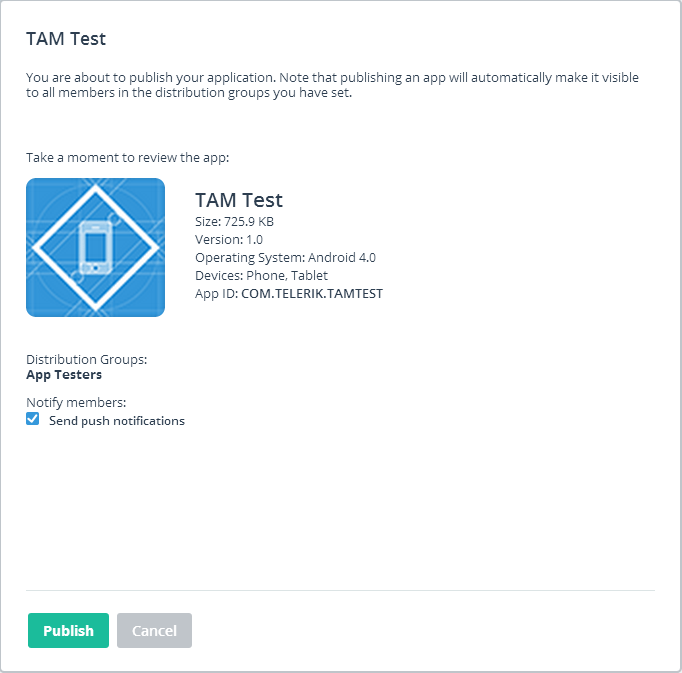 TAM Test
You are about to publish your application. Note that publishing an app will automatically make it visible
to all members in the distribution groups you have set.
Take a moment to review the app:
TAM Test
Size: 725.9 KB
Version: 1.0
Operating System: Android 4.0
Devices: Phone, Tablet
App ID: COM.TELERIK.TAMTEST
Distribution Groups:
App Testers
Notify members:
Send push notifications
Publish
Cancel